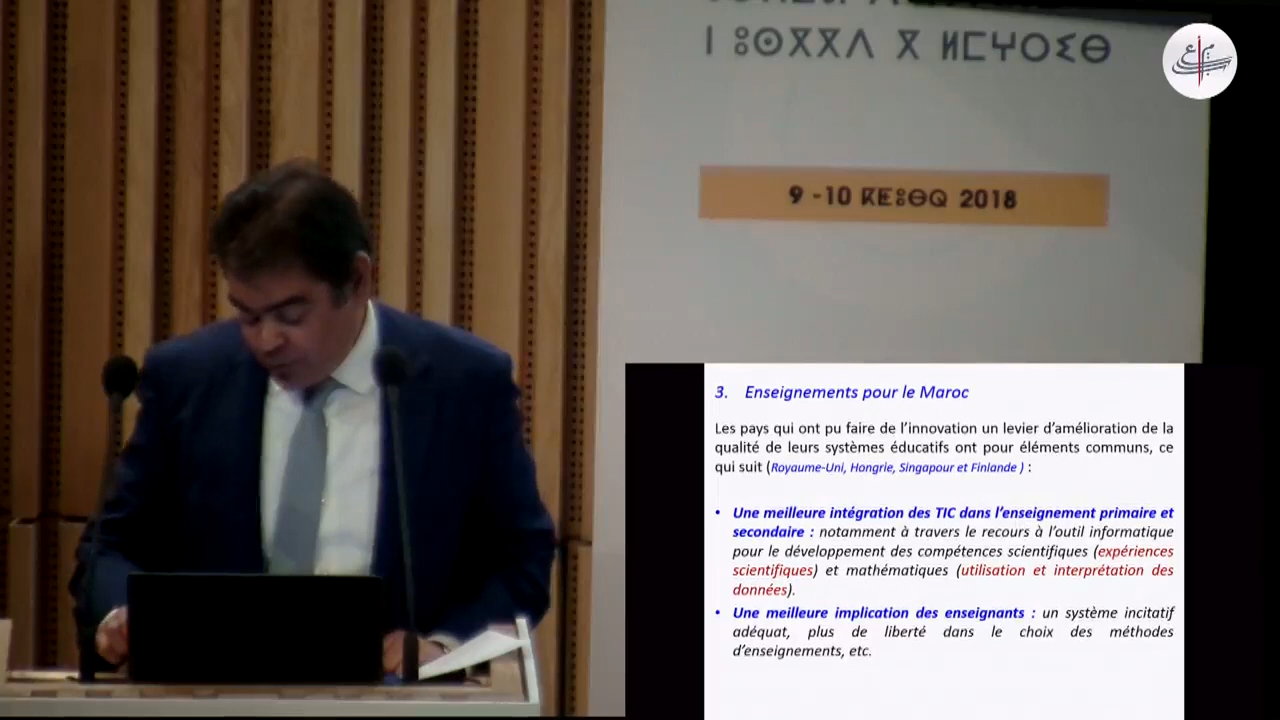 ⵏ ⵓⵙⴳⴳⴷ ⴳ ⵍⵎⵖⵔⵉⴱ
9 -10 ⴽⵟⵓⴱⵕ 2018
3. Enseignements pour le Maroc
Les pays qui ont pu faire de l’innovation un levier d’amélioration de la
qualité de leurs systèmes éducatifs ont pour éléments communs, ce
qui suit (Royaume-Uni, Hongrie, Singapour et Finlande ) :
• Une meilleure intégration des TIC dans l’enseignement primaire et
secondaire : notamment à travers le recours à l’outil informatique
pour le développement des compétences scientifiques (expériences
scientifiques) et mathématiques (utilisation et interprétation des
données).
• Une meilleure implication des enseignants : un système incitatif
adéquat, plus de liberté dans le choix des méthodes
d’enseignements, etc.